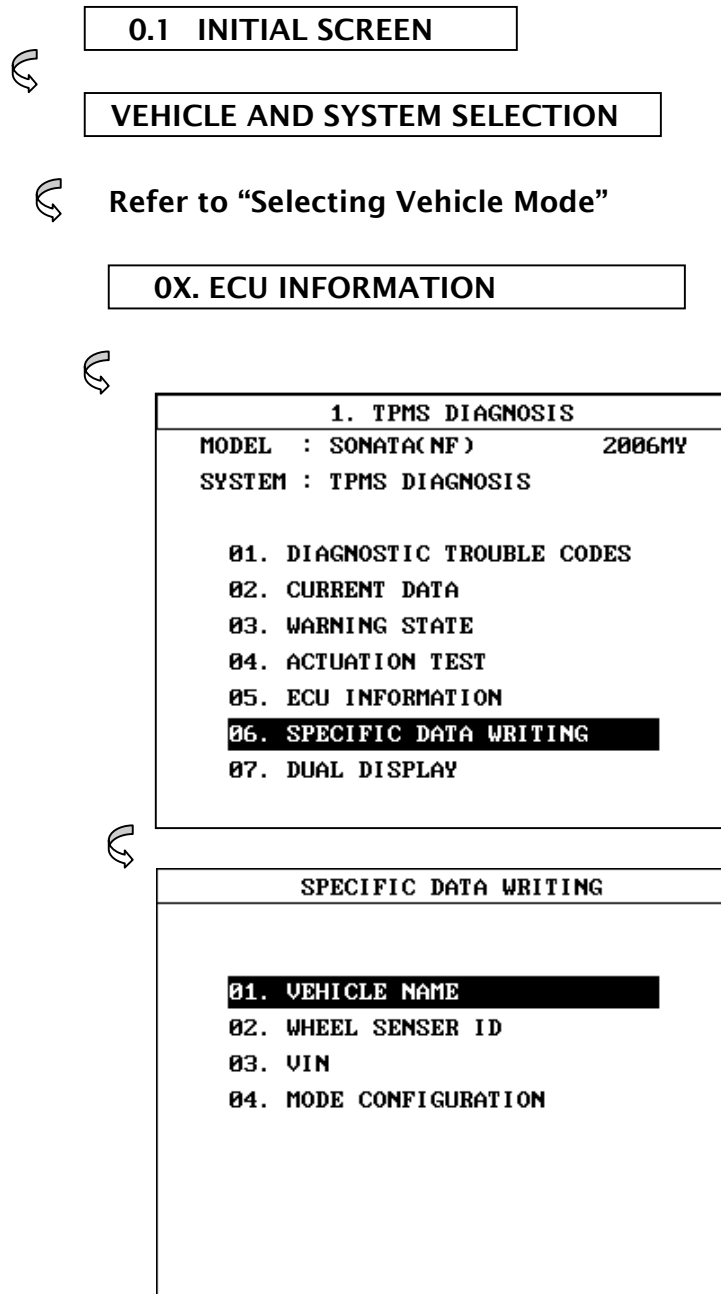 0.1 INITIAL SCREEN
VEHICLE AND SYSTEM SELECTION
Refer to “Selecting Vehicle Mode”
0X. ECU INFORMATION
1. TPMS DIAGNOSIS
MODEL : SONATA(NF) 2006MY
SYSTEM : TPMS DIAGNOSIS
01. DIAGNOSTIC TROUBLE CODES
02. CURRENT DATA
03. WARNING STATE
04. ACTUATION TEST
05. ECU INFORMATION
06. SPECIFIC DATA WRITING
07. DUAL DISPLAY
SPECIFIC DATA WRITING
01. VEHICLE NAME
02. WHEEL SENSER ID
03. VIN
04. MODE CONFIGURATION